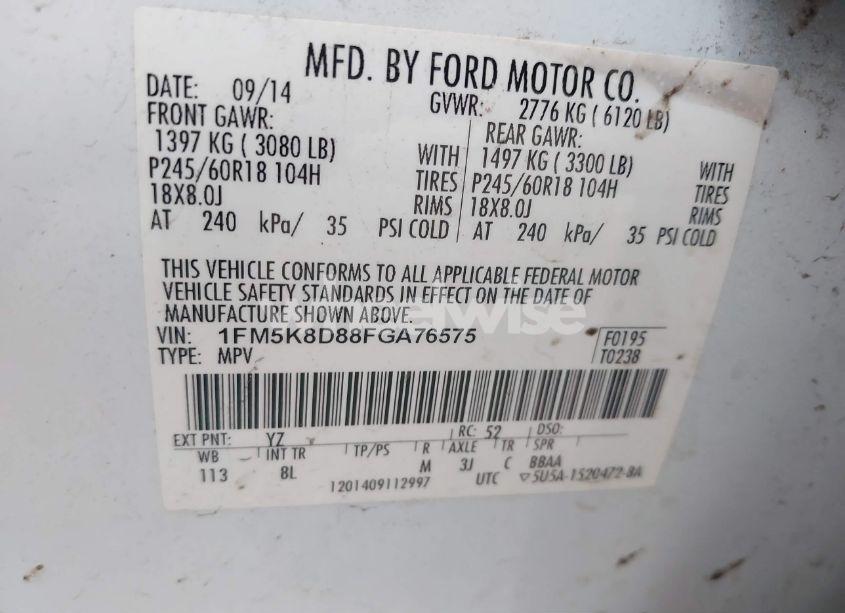 MFD. BY FORD MOTOR CO.
DATE: 09/14 GVWR: 2776 KG ( 6120 LB)
FRONT GAWR: REAR GAWR:
1397 KG ( 3080 LB) WITH 1497 KG ( 3300 LB) WITH
P245/60R18 104H TIRES P245/60R18 104H TIRES
18X8.0J RIMS 18X8.0J RIMS
AT 240 kPa/ 35 PSI COLD AT 240 kPa/ 35 PSI COLD
THIS VEHICLE CONFORMS TO ALL APPLICABLE FEDERAL MOTOR
VEHICLE SAFETY STANDARDS IN EFFECT ON THE DATE OF
MANUFACTURE SHOWN ABOVE.
VIN: 1FM5K8D88FGA76575 F0195
TYPE: MPV T0238
EXT PNT: YZ RC: 52 DSO:
WB INT TR TP/PS R AXLE TR SPR
113 8L M 3J C BBAA
1201409112997 UTC ▽5U5A-1520472-BA